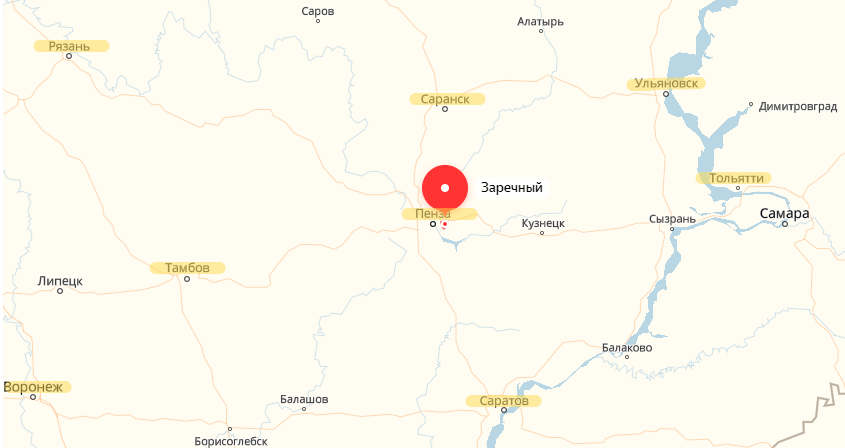 Саров
Алатырь
Рязань
Ульяновск
Саранск
Димитровград
Тольятти
Заречный
Пенза
Кузнецк
Сызрань
Самара
Тамбов
Липецк
Балаково
Воронеж
Балашов
Саратов
Борисоглебск